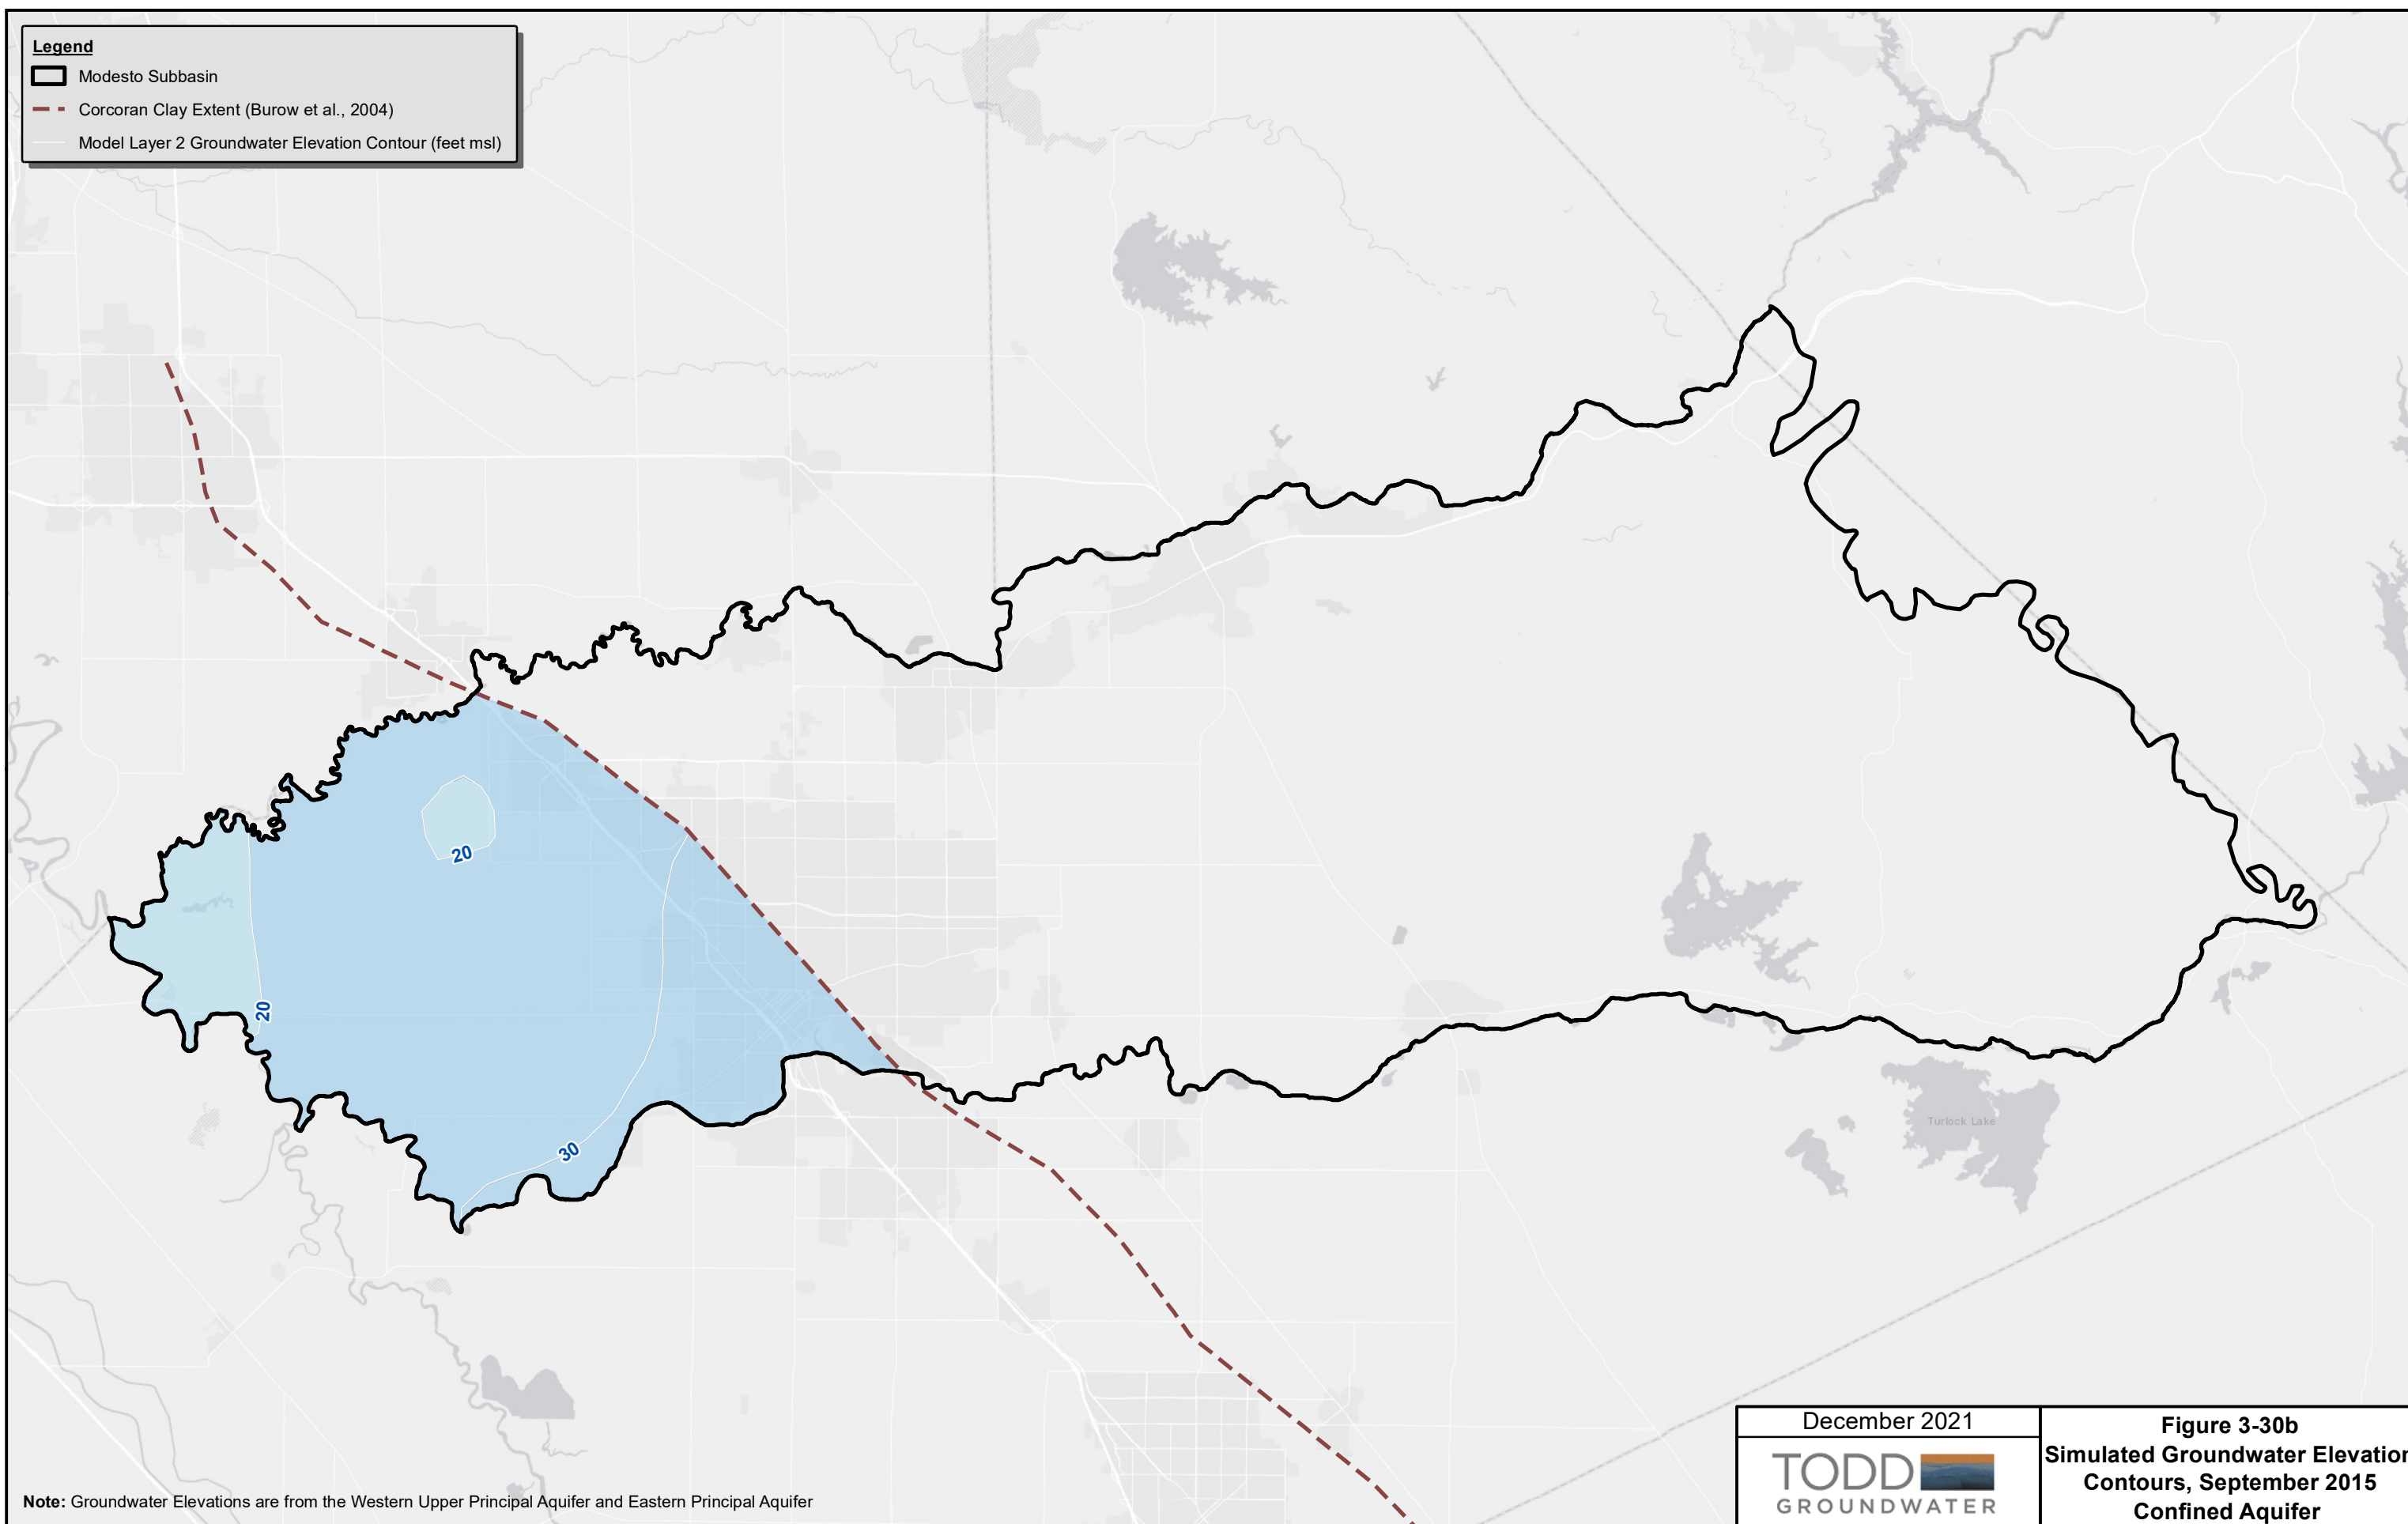 Legend
Modesto Subbasin
Corcoran Clay Extent (Burow et al., 2004)
Model Layer 2 Groundwater Elevation Contour (feet msl)
20
20
30
Turlock Lake
Note: Groundwater Elevations are from the Western Upper Principal Aquifer and Eastern Principal Aquifer
December 2021
TODD
GROUNDWATER
Figure 3-30b
Simulated Groundwater Elevation
Contours, September 2015
Confined Aquifer